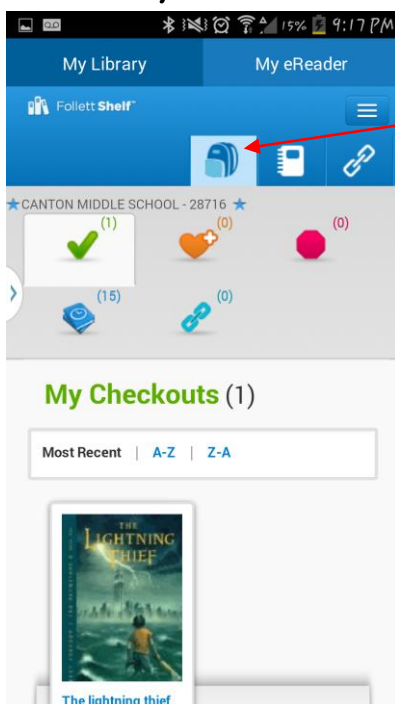 15% 9:17 PM
My Library My eReader
Follett Shelf™
★ CANTON MIDDLE SCHOOL - 28716 ★
(1) (0) (0)
(15) (0)
My Checkouts (1)
Most Recent | A-Z | Z-A
THE
LIGHTNING
THIEF
The lightning thief